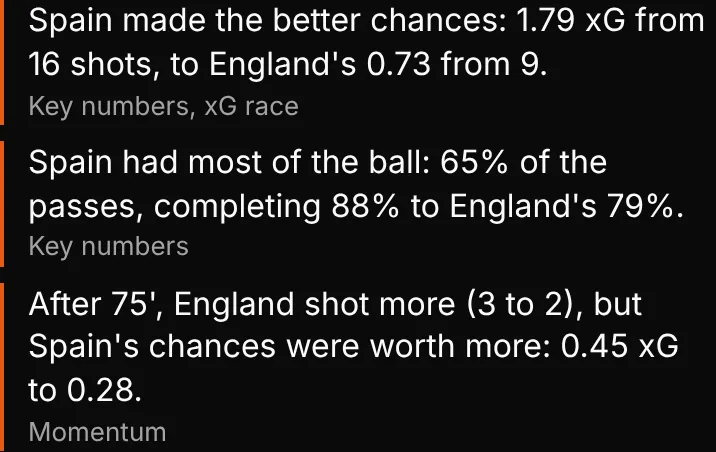 Spain made the better chances: 1.79 xG from
16 shots, to England's 0.73 from 9.
Key numbers, xG race
Spain had most of the ball: 65% of the
passes, completing 88% to England's 79%.
Key numbers
After 75', England shot more (3 to 2), but
Spain's chances were worth more: 0.45 xG
to 0.28.
Momentum